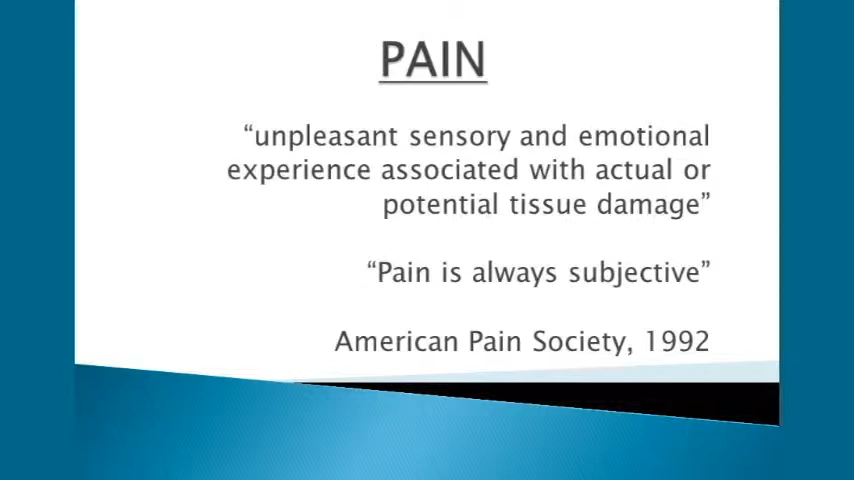 PAIN
“unpleasant sensory and emotional
experience associated with actual or
potential tissue damage”
“Pain is always subjective”
American Pain Society, 1992